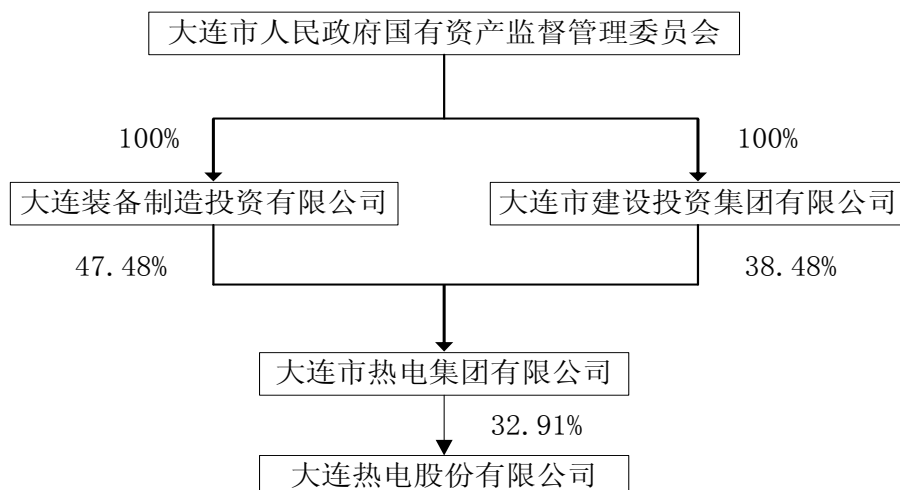 大连市人民政府国有资产监督管理委员会
100%
100%
大连装备制造投资有限公司
大连市建设投资集团有限公司
47.48%
38.48%
大连市热电集团有限公司
32.91%
大连热电股份有限公司